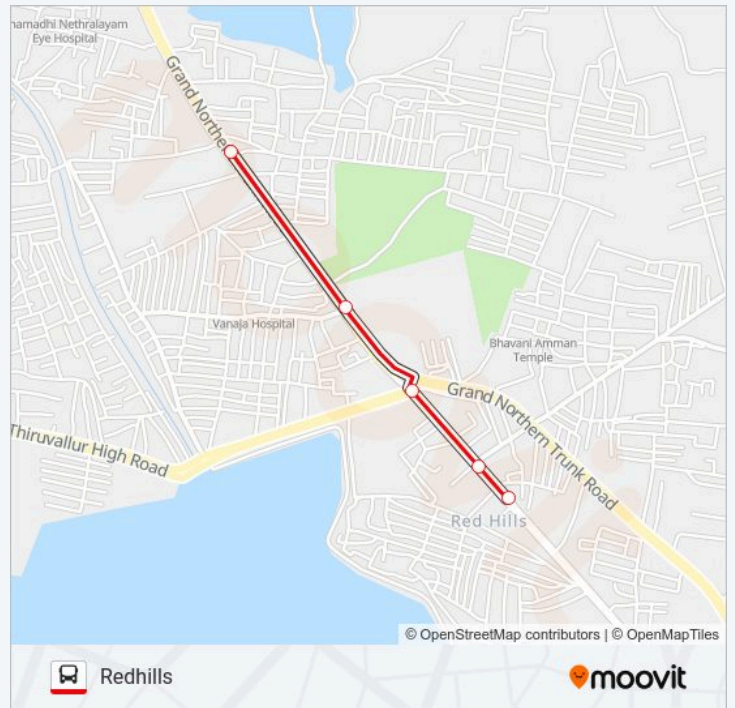 namadhi Nethralayam
Eye Hospital
Grand Northe
Vanaja Hospital
Bhavani Amman
Temple
Grand Northern Trunk Road
Thiruvallur High Road
Red Hills
© OpenStreetMap contributors | © OpenMapTiles
Redhills
moovit